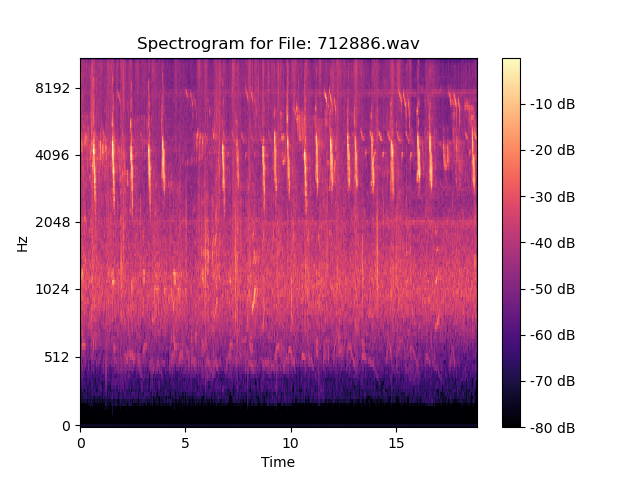 Spectrogram for File: 712886.wav
8192
4096
2048
1024
512
0
Hz
0
5
10
15
Time
-10 dB
-20 dB
-30 dB
-40 dB
-50 dB
-60 dB
-70 dB
-80 dB